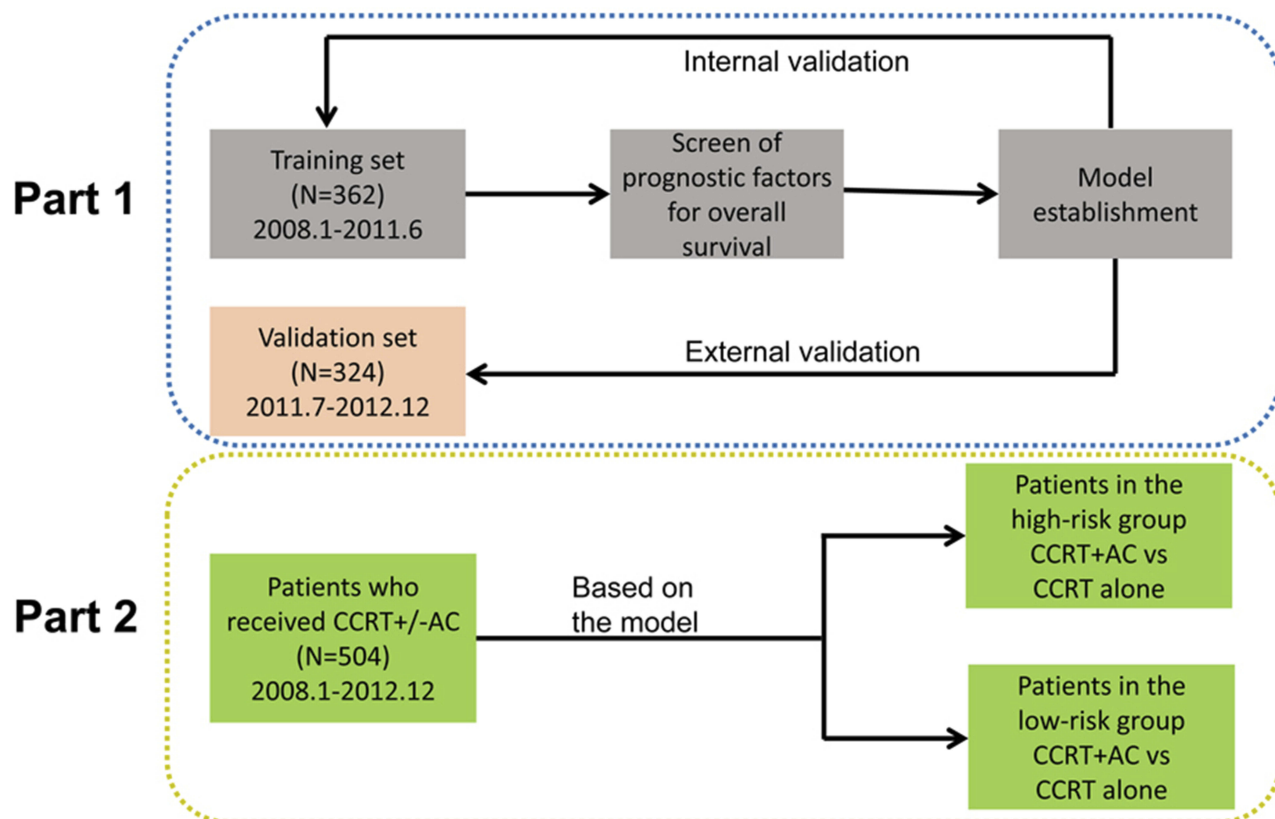 Part 1
Internal validation
Training set
(N=362)
2008.1-2011.6
Screen of
prognostic factors
for overall
survival
Model
establishment
Validation set
(N=324)
2011.7-2012.12
External validation
Part 2
Patients who
received CCRT+/-AC
(N=504)
2008.1-2012.12
Based on
the model
Patients in the
high-risk group
CCRT+AC vs
CCRT alone
Patients in the
low-risk group
CCRT+AC vs
CCRT alone